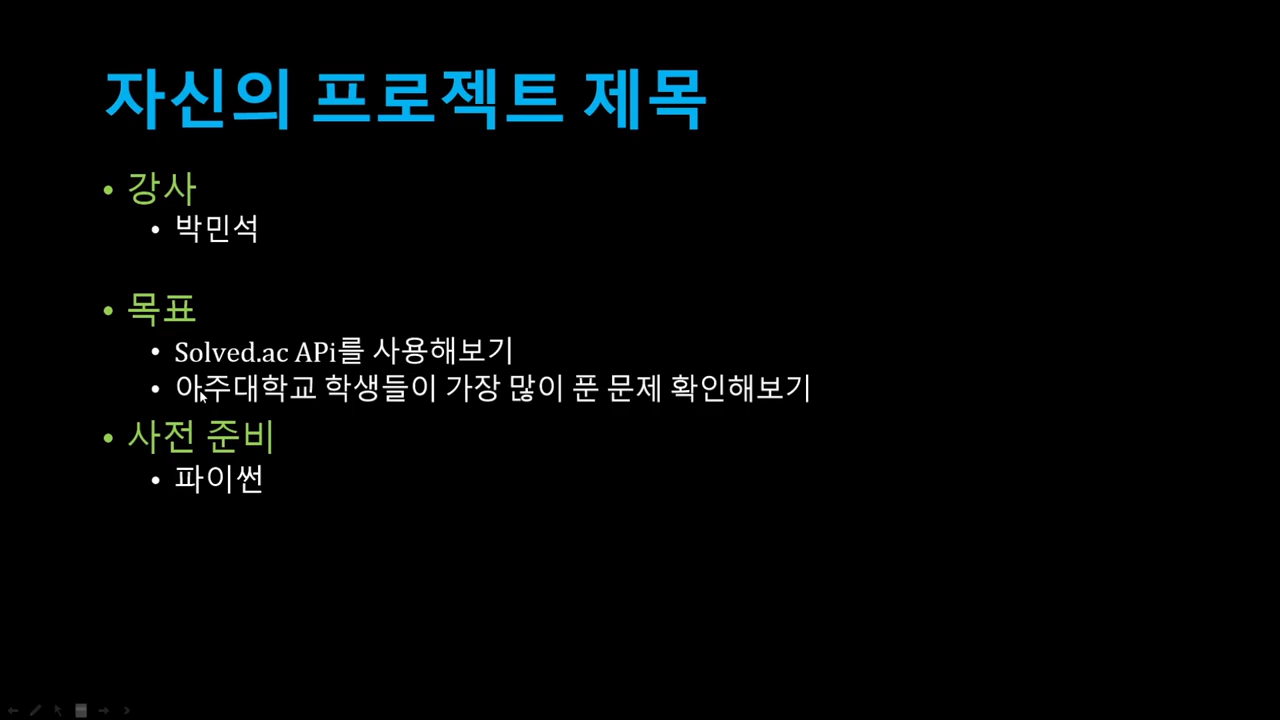 자신의 프로젝트 제목
• 강사
• 박민석
• 목표
• Solved.ac APi를 사용해보기
• 아주대학교 학생들이 가장 많이 푼 문제 확인해보기
• 사전 준비
• 파이썬